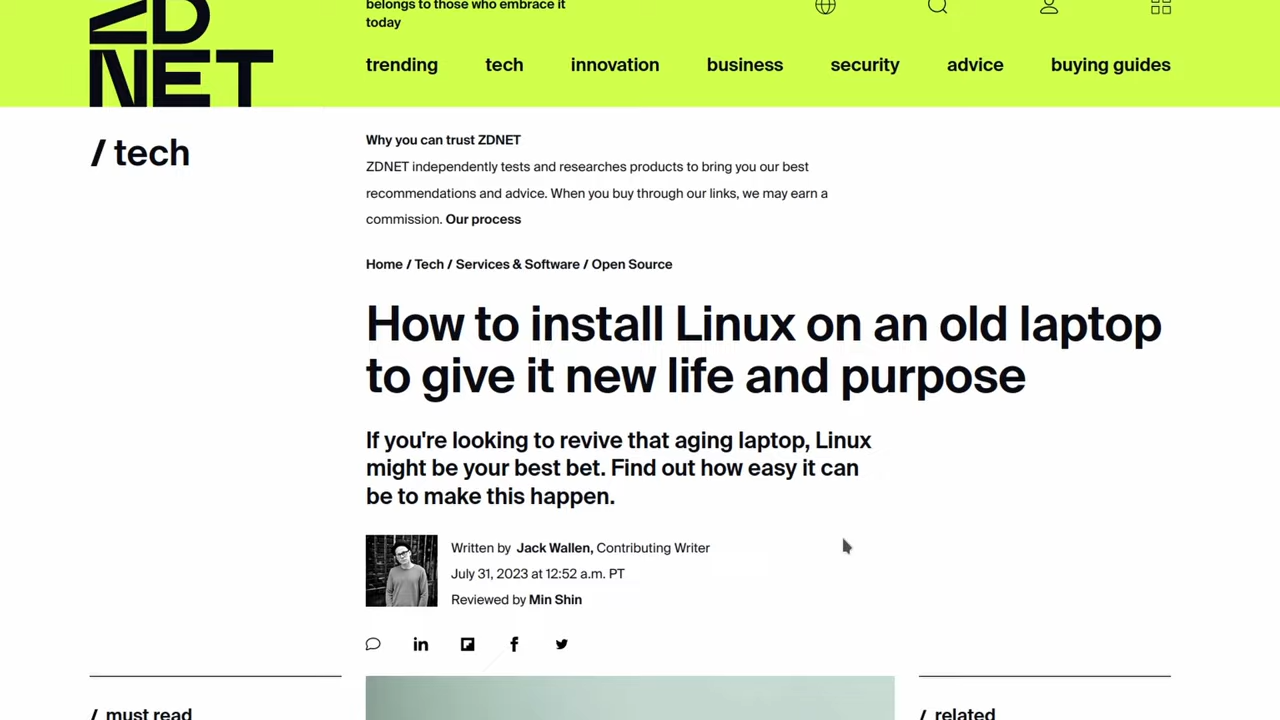 ZD
NET
belongs to those who embrace it
today
trending tech innovation business security advice buying guides
/ tech
Why you can trust ZDNET
ZDNET independently tests and researches products to bring you our best
recommendations and advice. When you buy through our links, we may earn a
commission. Our process
Home / Tech / Services & Software / Open Source
How to install Linux on an old laptop
to give it new life and purpose
If you're looking to revive that aging laptop, Linux
might be your best bet. Find out how easy it can
be to make this happen.
Written by Jack Wallen, Contributing Writer
July 31, 2023 at 12:52 a.m. PT
Reviewed by Min Shin
/ must read
/ related